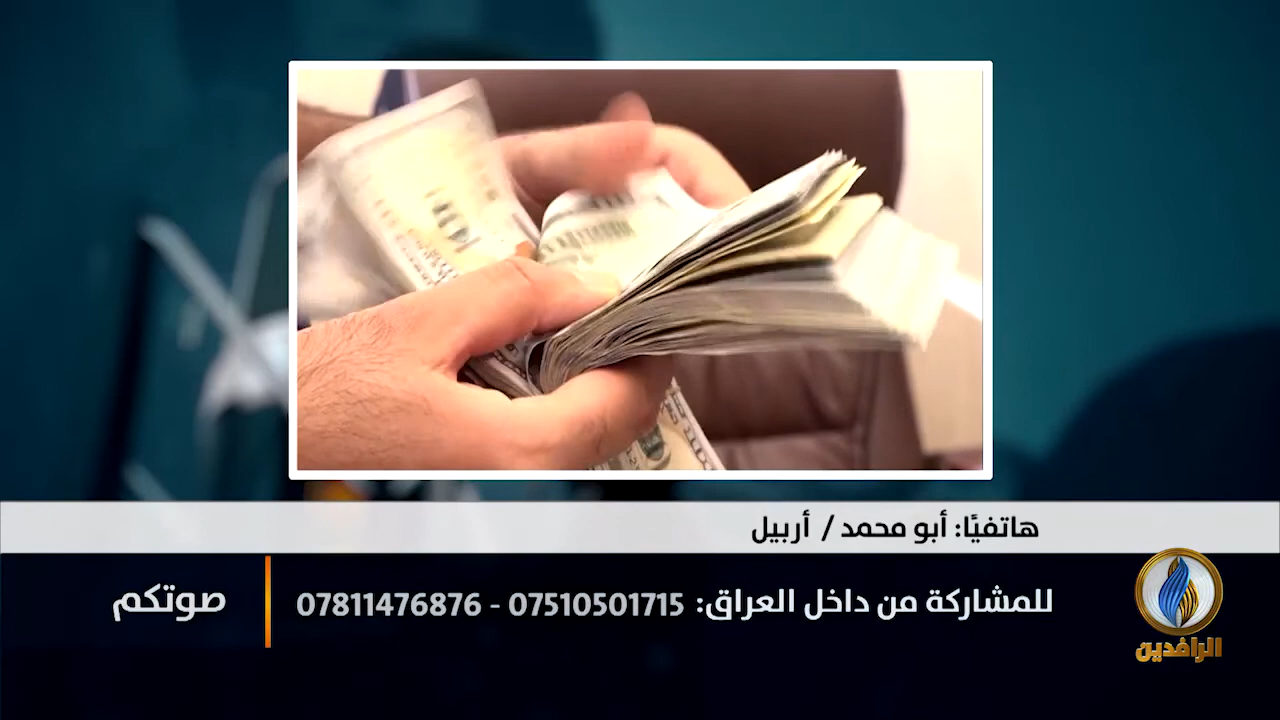 هاتفيًا: أبو محمد / أربيل
للمشاركة من داخل العراق: 07510501715 - 07811476876
صوتكم
الرافدين